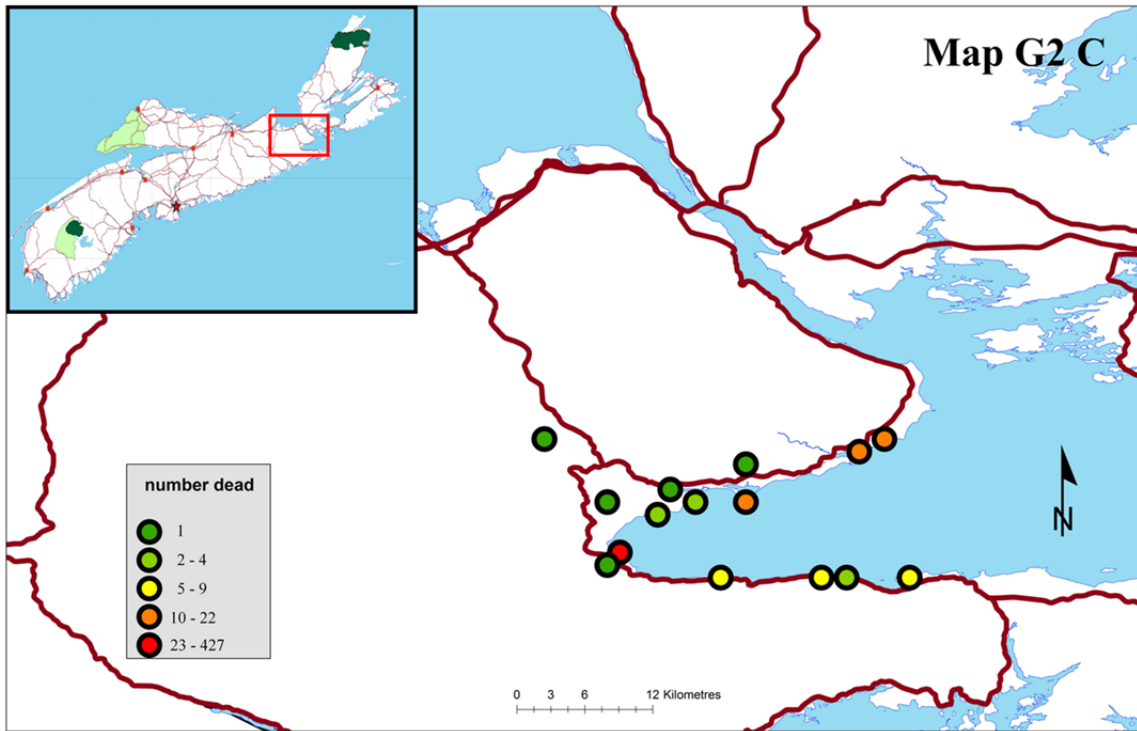 Map G2 C
number dead
1
2 - 4
5 - 9
10 - 22
23 - 427
N
0 3 6 12 Kilometres